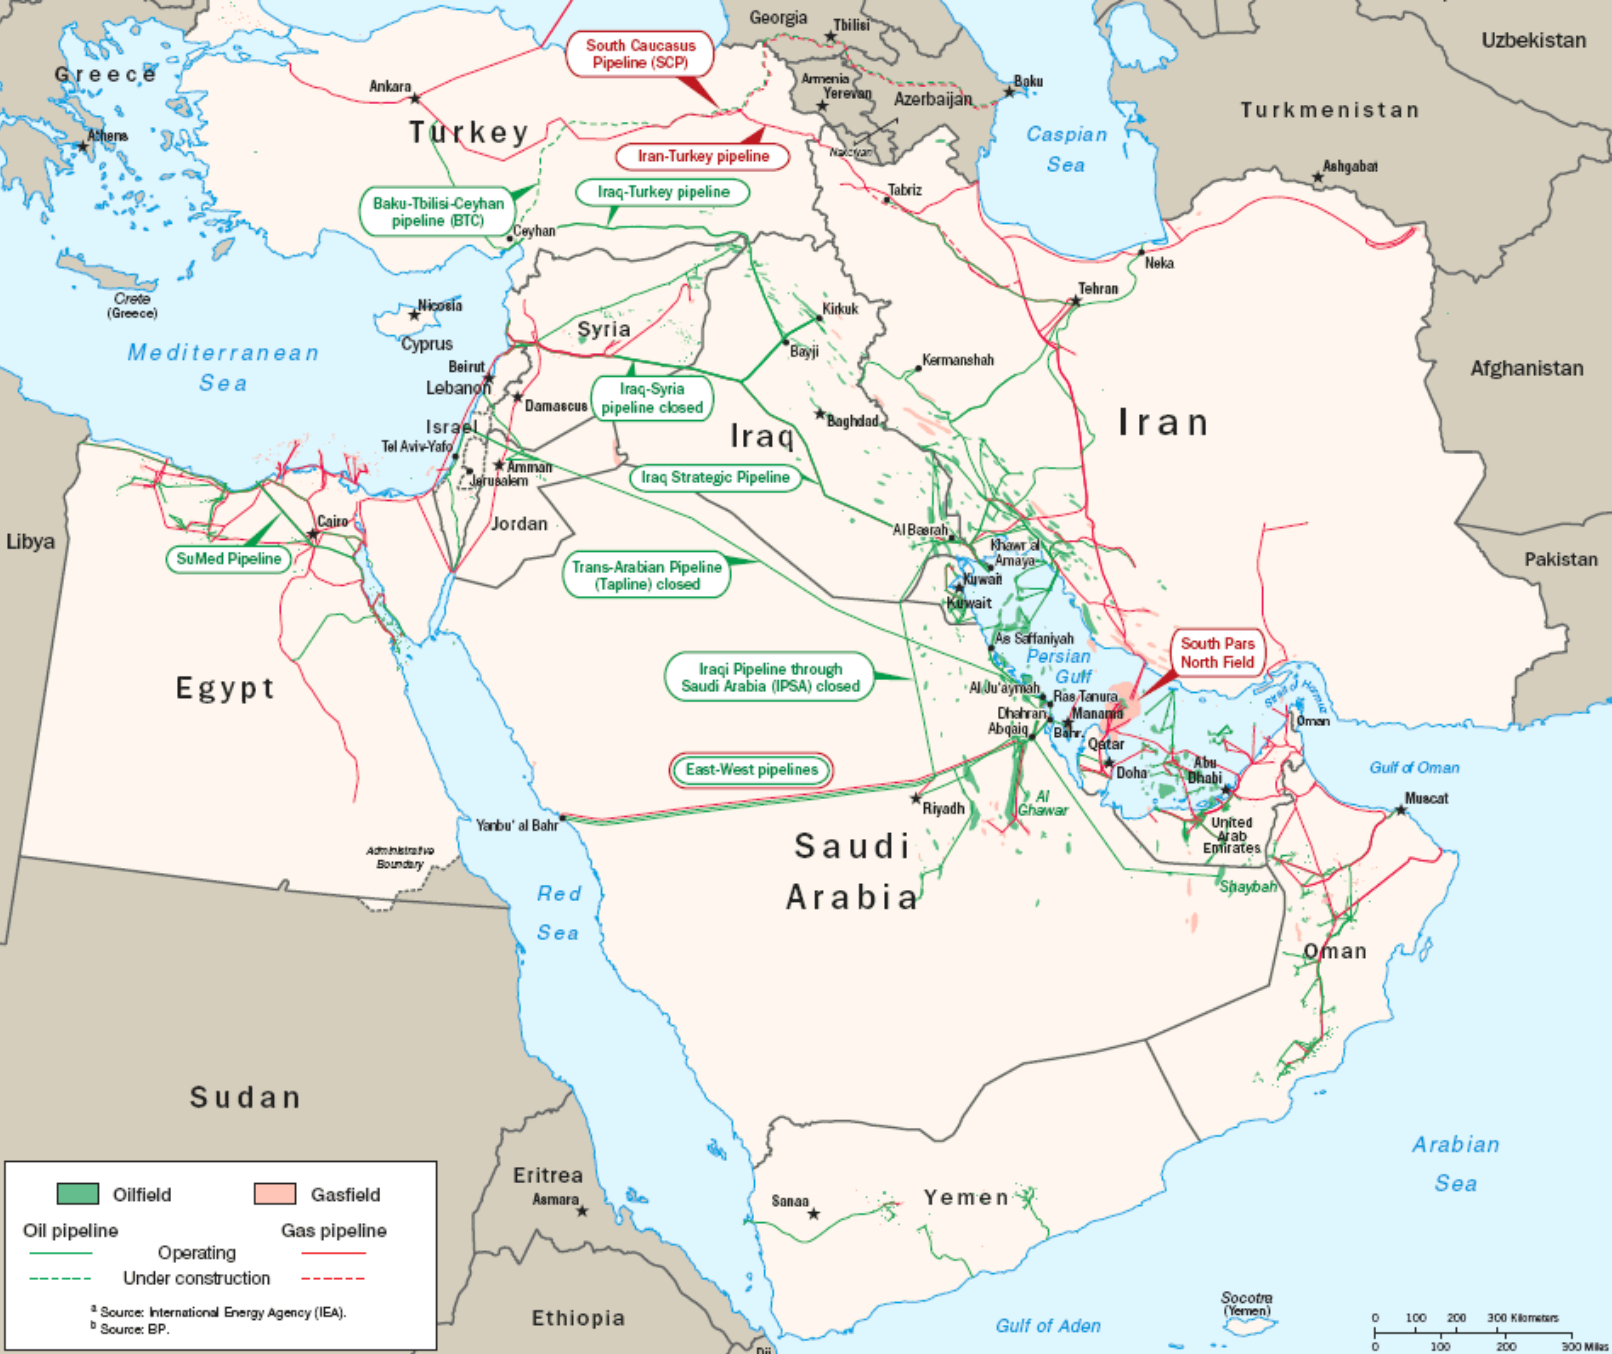 Georgia
Tbilisi
Uzbekistan
South Caucasus
Pipeline (SCP)
Greece
Ankara
Armenia
Yerevan
Azerbaijan
Baku
Turkmenistan
Athens
Turkey
Caspian
Sea
Iran-Turkey pipeline
Ashgabat
Baku-Tbilisi-Ceyhan
pipeline (BTC)
Iraq-Turkey pipeline
Tabriz
Ceyhan
Neka
Crete
(Greece)
Nicosia
Tehran
Kirkuk
Syria
Cyprus
Mediterranean
Sea
Bayji
Kermanshah
Beirut
Lebanon
Afghanistan
Iraq-Syria
pipeline closed
Damascus
Baghdad
Iran
Israel
Iraq
Tel Aviv-Yafo
Amman
Jerusalem
Iraq Strategic Pipeline
Libya
Cairo
Jordan
Al Basrah
Khawr al
Amaya
SuMed Pipeline
Pakistan
Trans-Arabian Pipeline
(Tapline) closed
Kuwait
Kuwait
As Saffaniyah
Persian
Gulf
South Pars
North Field
Iraqi Pipeline through
Saudi Arabia (IPSA) closed
Egypt
Al Ju'aymah
Ras Tanura
Dhahran
Manama
Abqaiq
Bahr.
Strait of Hormuz
Oman
Qatar
Doha
Abu
Dhabi
Gulf of Oman
East-West pipelines
Al
Ghawar
Riyadh
Muscat
Yanbu' al Bahr
United
Arab
Emirates
Saudi
Arabia
Administrative
Boundary
Shaybah
Red
Sea
Oman
Sudan
Arabian
Sea
Eritrea
Asmara
Sanaa
Yemen
Oilfield
Gasfield
Oil pipeline
Gas pipeline
Operating
Under construction
a Source: International Energy Agency (IEA).
b Source: BP.
Ethiopia
Gulf of Aden
Socotra
(Yemen)
0 100 200 300 Kilometers
0 100 200 300 Miles